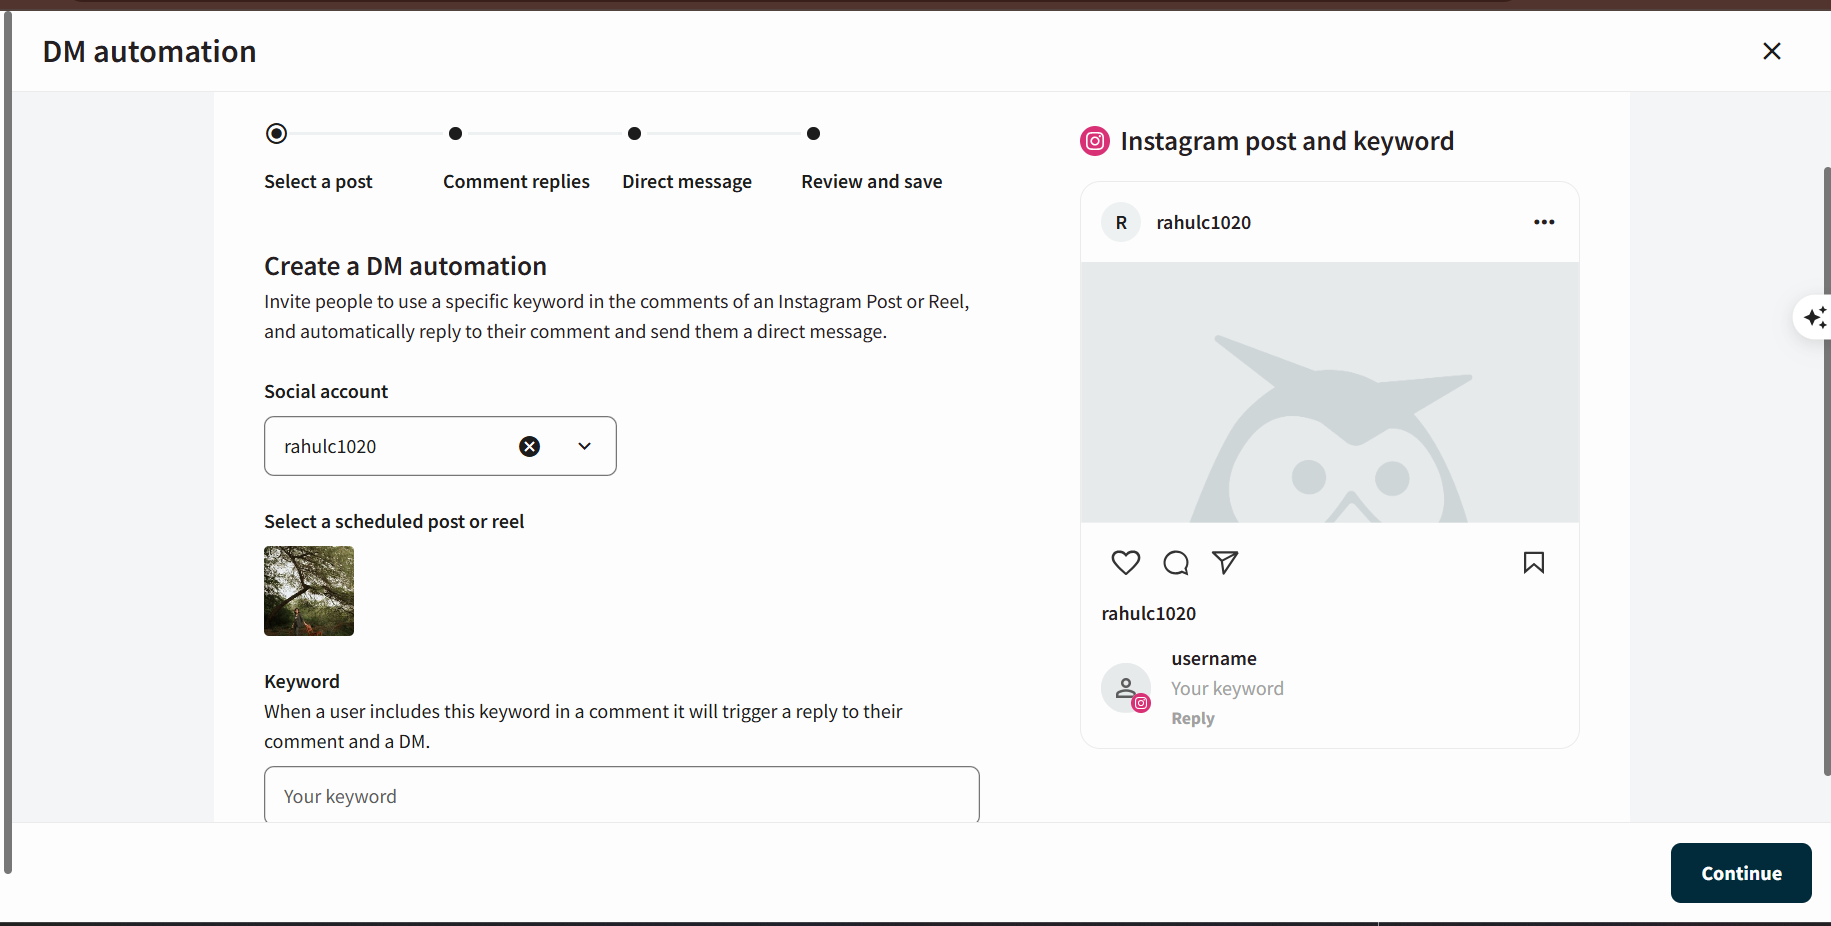 DM automation
Select a post
Comment replies
Direct message
Review and save
Create a DM automation
Invite people to use a specific keyword in the comments of an Instagram Post or Reel,
and automatically reply to their comment and send them a direct message.
Social account
rahulc1020
Select a scheduled post or reel
Keyword
When a user includes this keyword in a comment it will trigger a reply to their
comment and a DM.
Your keyword
Instagram post and keyword
R
rahulc1020
rahulc1020
username
Your keyword
Reply
Continue